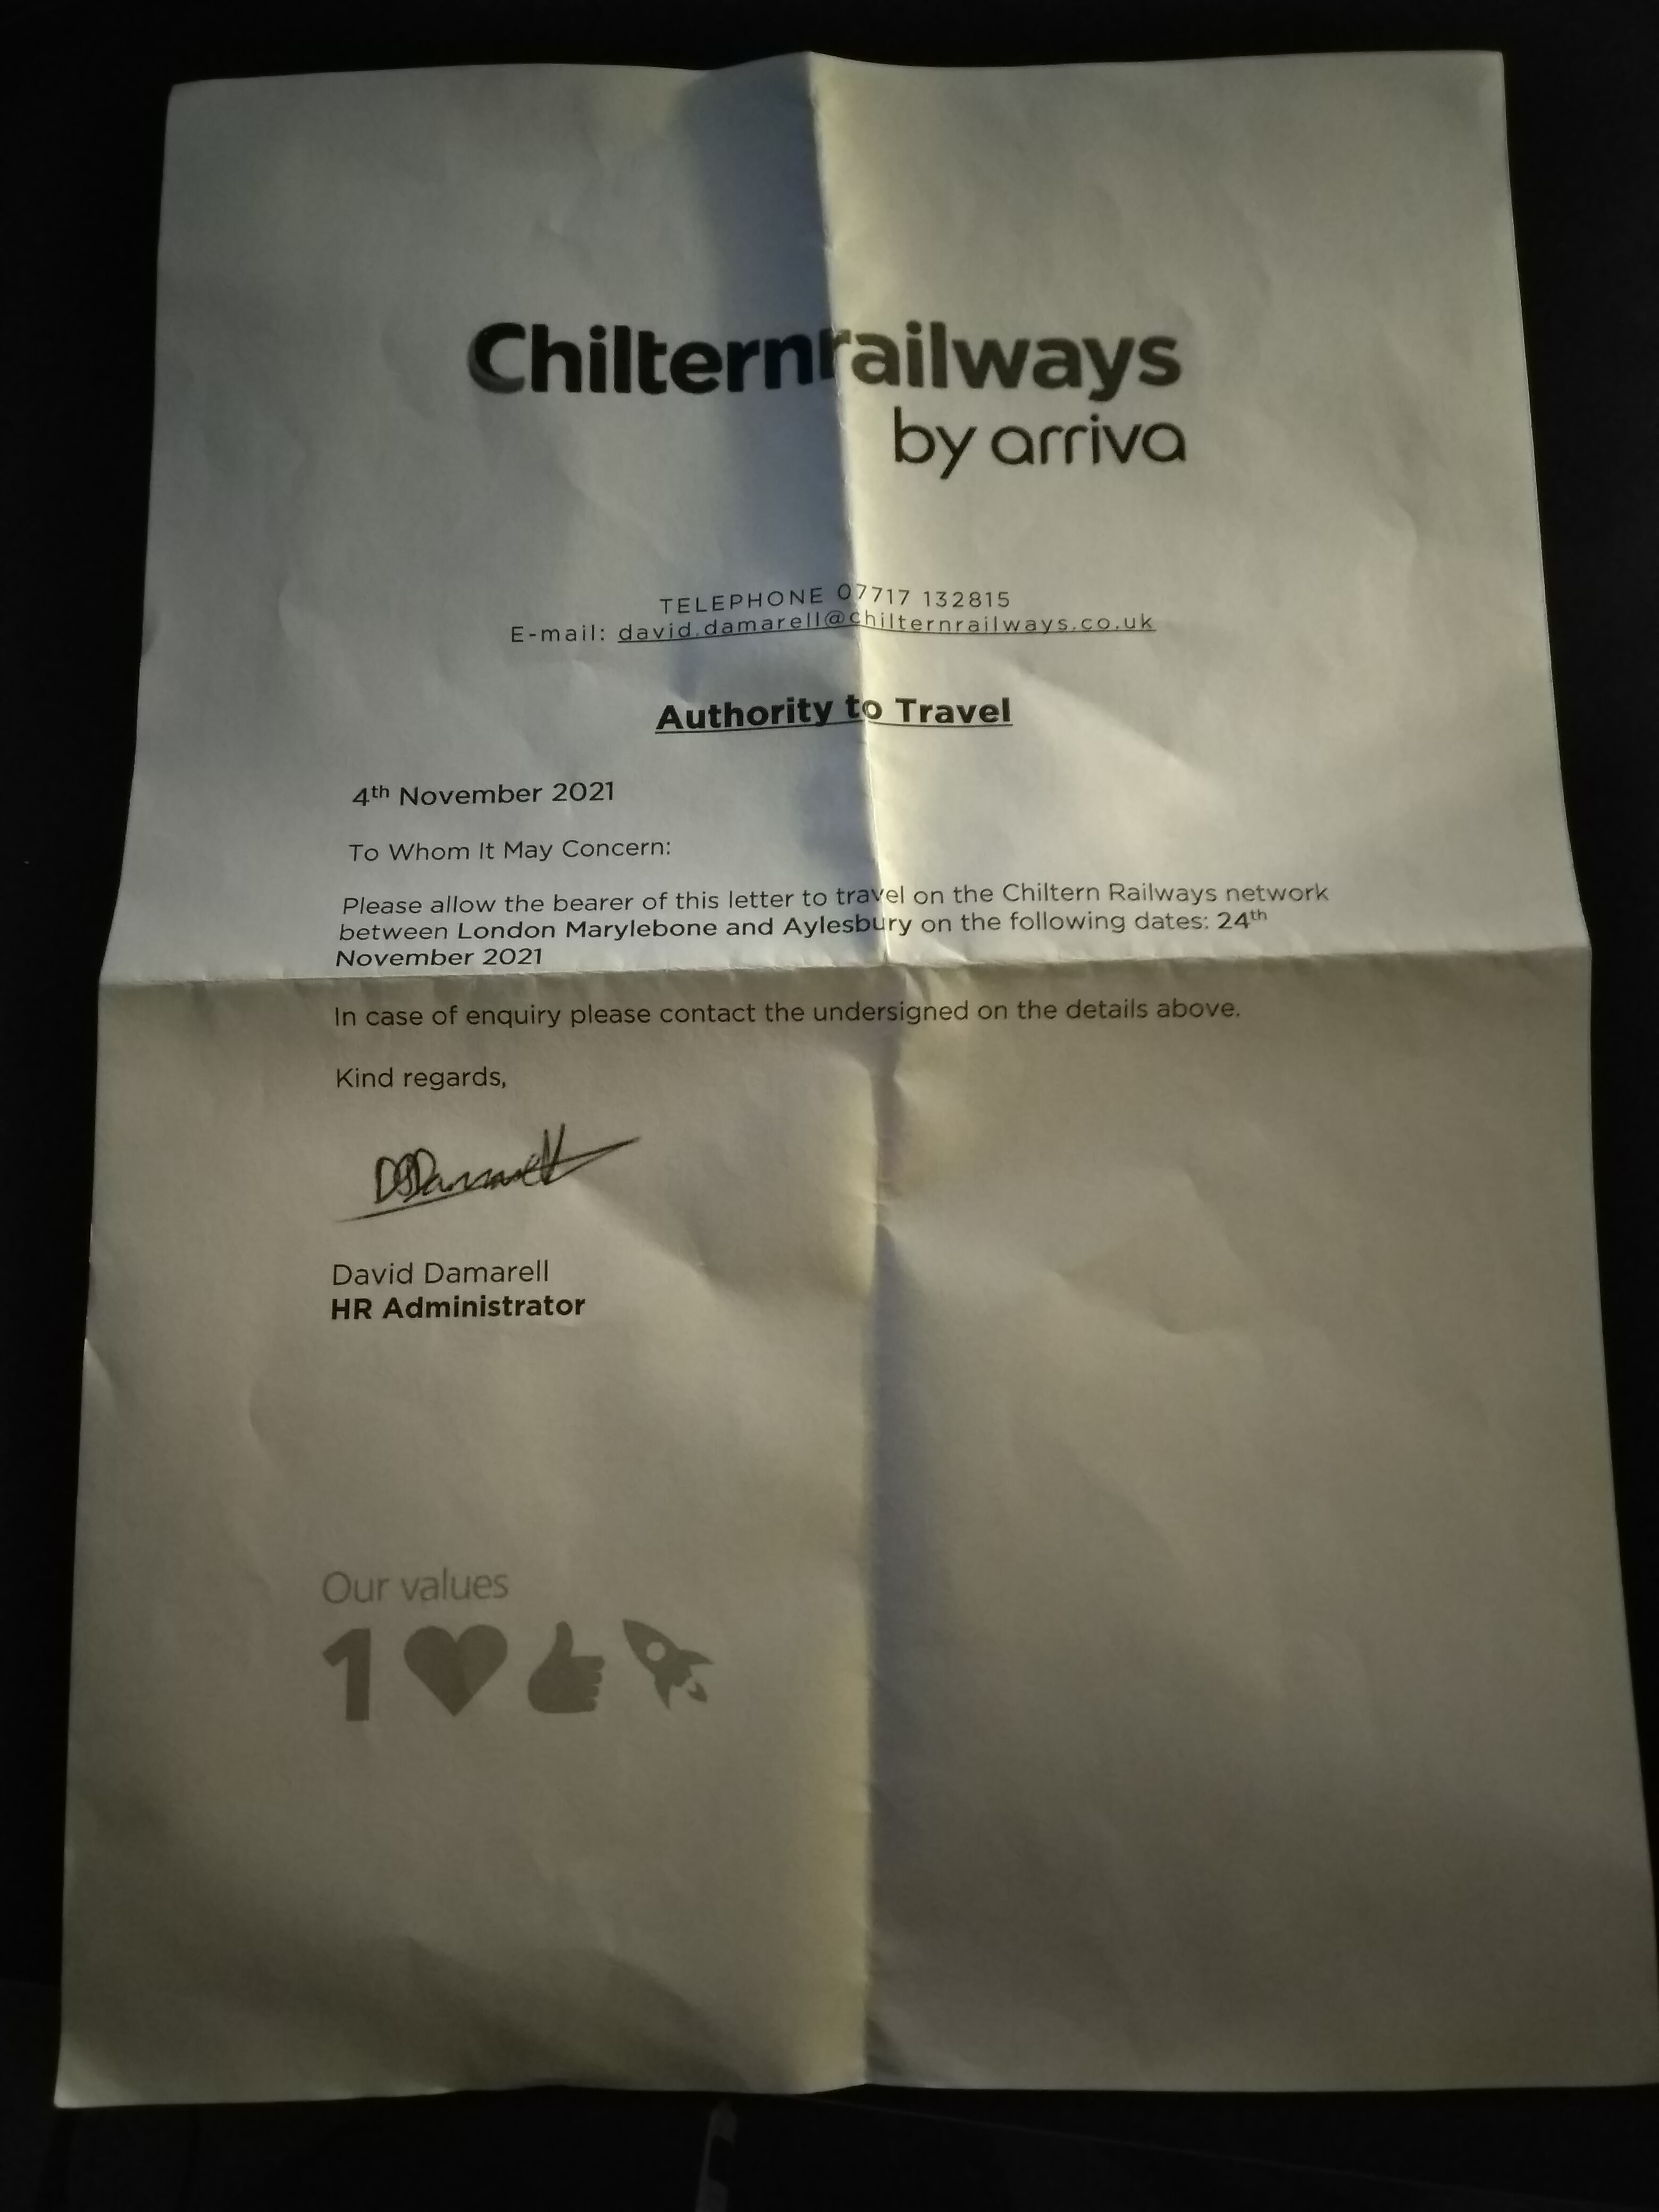 Chilternrailways
by arriva
TELEPHONE 07717 132815
E-mail: david.damarell@chilternrailways.co.uk
Authority to Travel
4th November 2021
To Whom It May Concern:
Please allow the bearer of this letter to travel on the Chiltern Railways network
between London Marylebone and Aylesbury on the following dates: 24th
November 2021
In case of enquiry please contact the undersigned on the details above.
Kind regards,
DSDamarell
David Damarell
HR Administrator
Our values
1